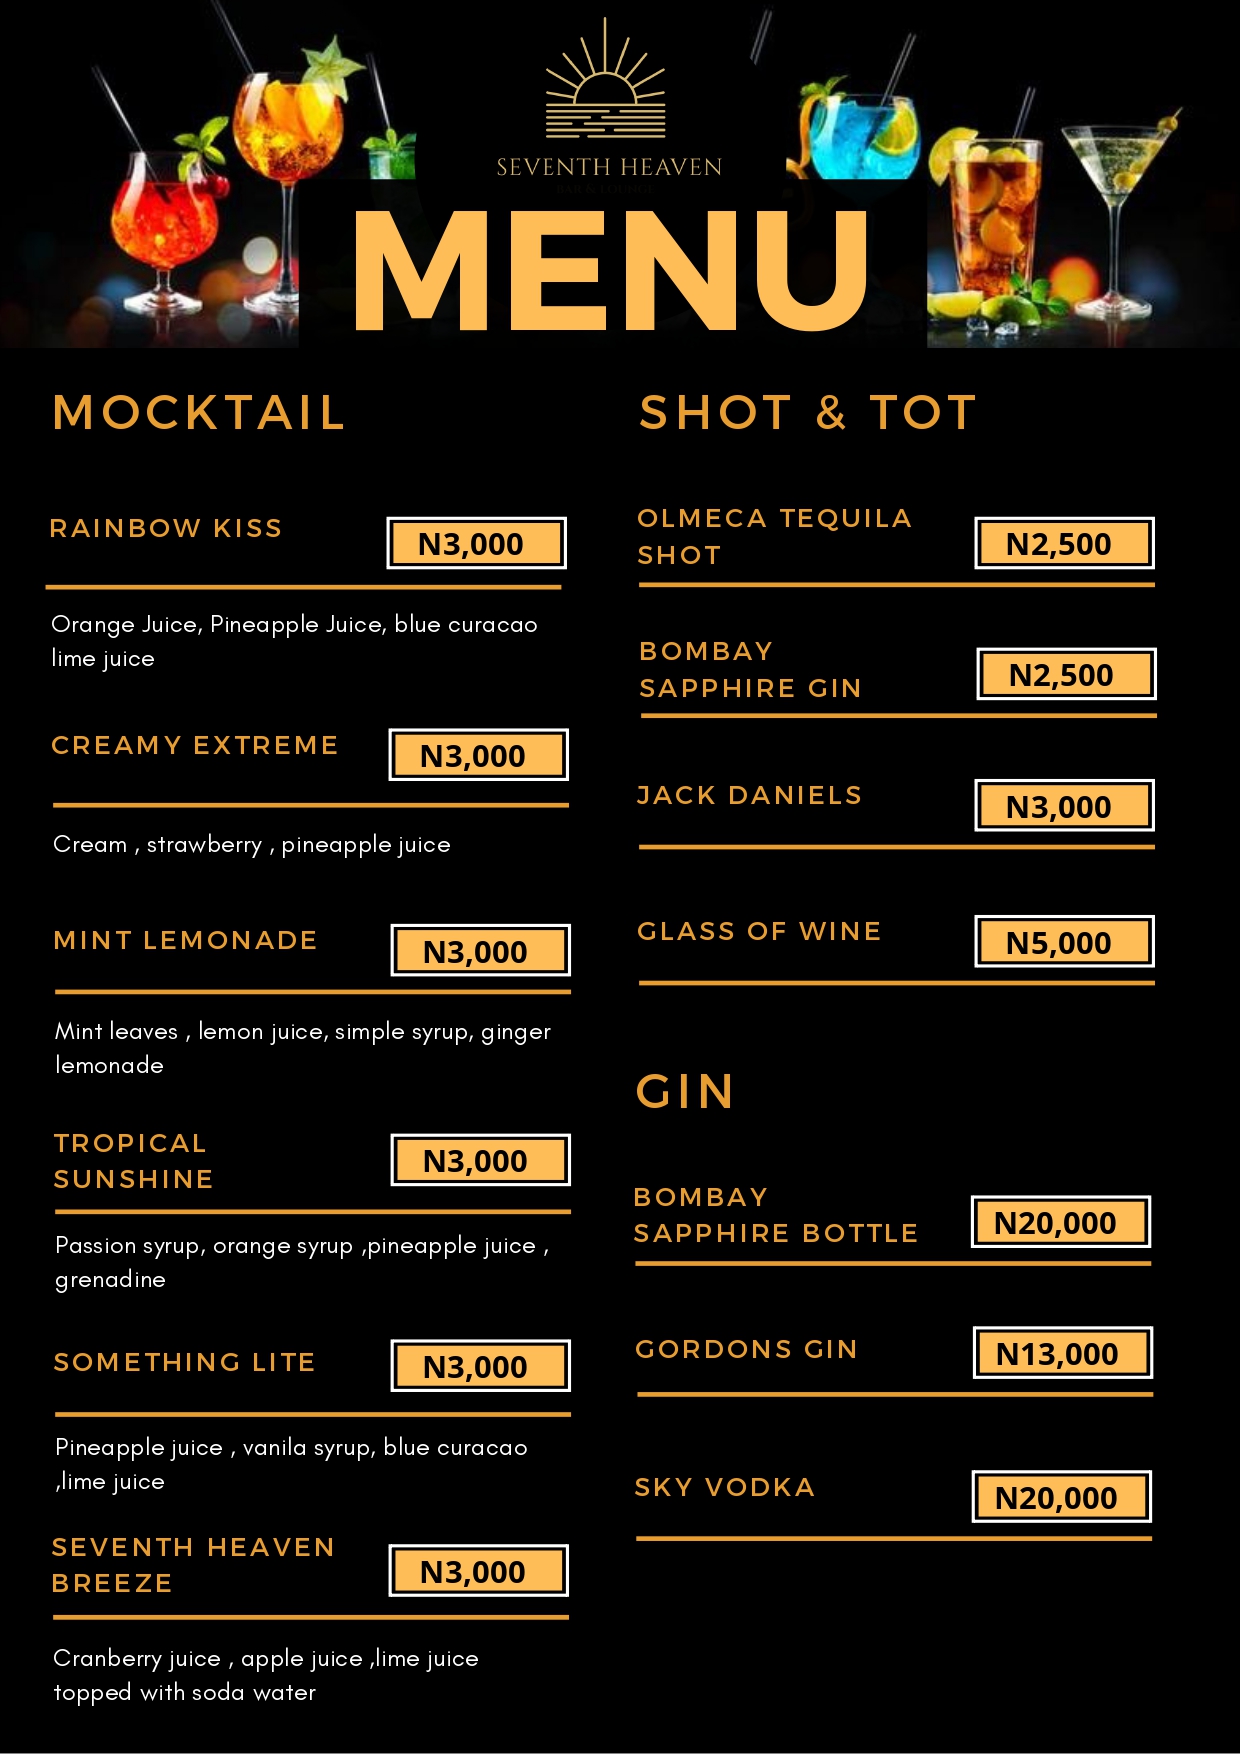 SEVENTH HEAVEN
BAR & LOUNGE
MENU
MOCKTAIL
RAINBOW KISS
N3,000
Orange Juice, Pineapple Juice, blue curacao
lime juice
CREAMY EXTREME
N3,000
Cream , strawberry , pineapple juice
MINT LEMONADE
N3,000
Mint leaves , lemon juice, simple syrup, ginger
lemonade
TROPICAL
SUNSHINE
N3,000
Passion syrup, orange syrup ,pineapple juice ,
grenadine
SOMETHING LITE
N3,000
Pineapple juice , vanila syrup, blue curacao
,lime juice
SEVENTH HEAVEN
BREEZE
N3,000
Cranberry juice , apple juice ,lime juice
topped with soda water
SHOT & TOT
OLMECA TEQUILA
SHOT
N2,500
BOMBAY
SAPPHIRE GIN
N2,500
JACK DANIELS
N3,000
GLASS OF WINE
N5,000
GIN
BOMBAY
SAPPHIRE BOTTLE
N20,000
GORDONS GIN
N13,000
SKY VODKA
N20,000